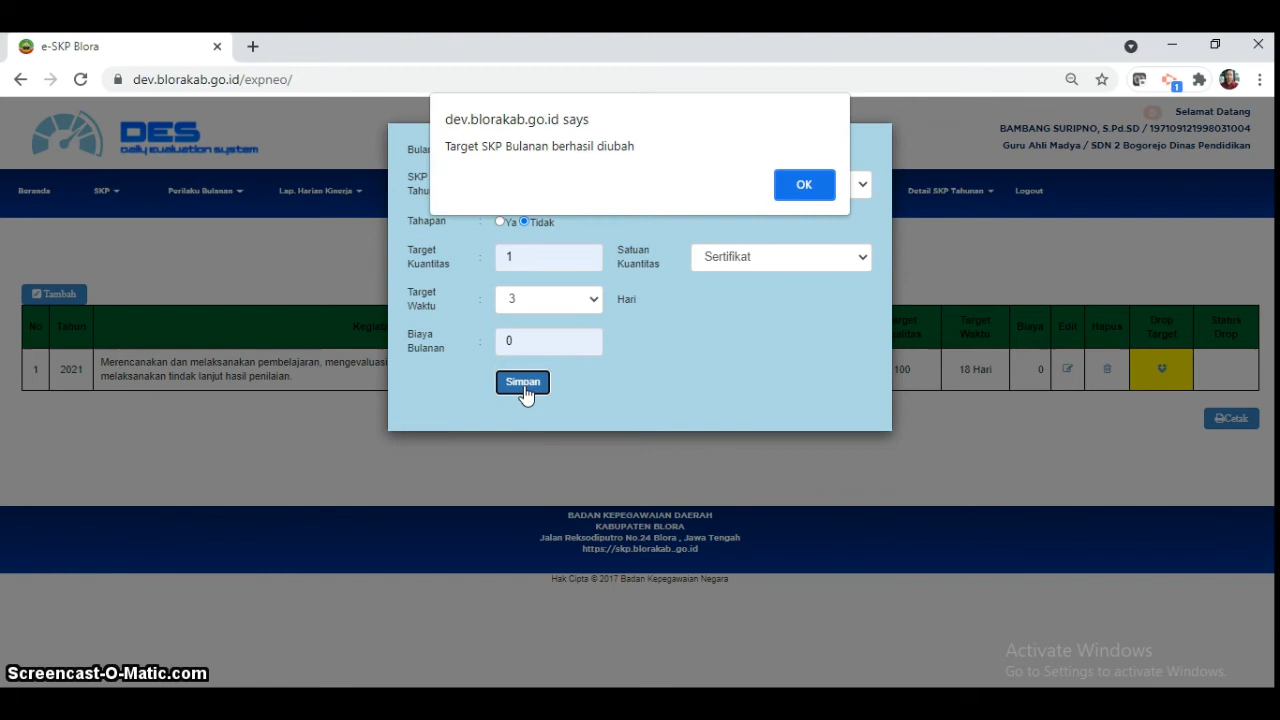 e-SKP Blora
dev.blorakab.go.id/expneo/
1
DES
daily evaluation system
Selamat Datang
BAMBANG SURIPNO, S.Pd.SD / 197109121998031004
Guru Ahli Madya / SDN 2 Bogorejo Dinas Pendidikan
Beranda
SKP
Perilaku Bulanan
Lap. Harian Kinerja
Detail SKP Tahunan
Logout
dev.blorakab.go.id says
Target SKP Bulanan berhasil diubah
OK
SKP
Tahapan : Ya Tidak
Target Kuantitas : 1 Satuan Kuantitas Sertifikat
Target Waktu : 3 Hari
Biaya Bulanan : 0
Simpan
Tambah
No Tahun Target Waktu Biaya Edit Hapus Drop Target Status Drop
1 2021 Merencanakan dan melaksanakan pembelajaran, mengevaluasi 100 18 Hari 0
melaksanakan tindak lanjut hasil penilaian.
Cetak
BADAN KEPEGAWAIAN DAERAH
KABUPATEN BLORA
Jalan Reksodiputro No.24 Blora , Jawa Tengah
https://skp.blorakab.go.id
Hak Cipta © 2017 Badan Kepegawaian Negara
Activate Windows
Go to Settings to activate Windows.
Screencast-O-Matic.com